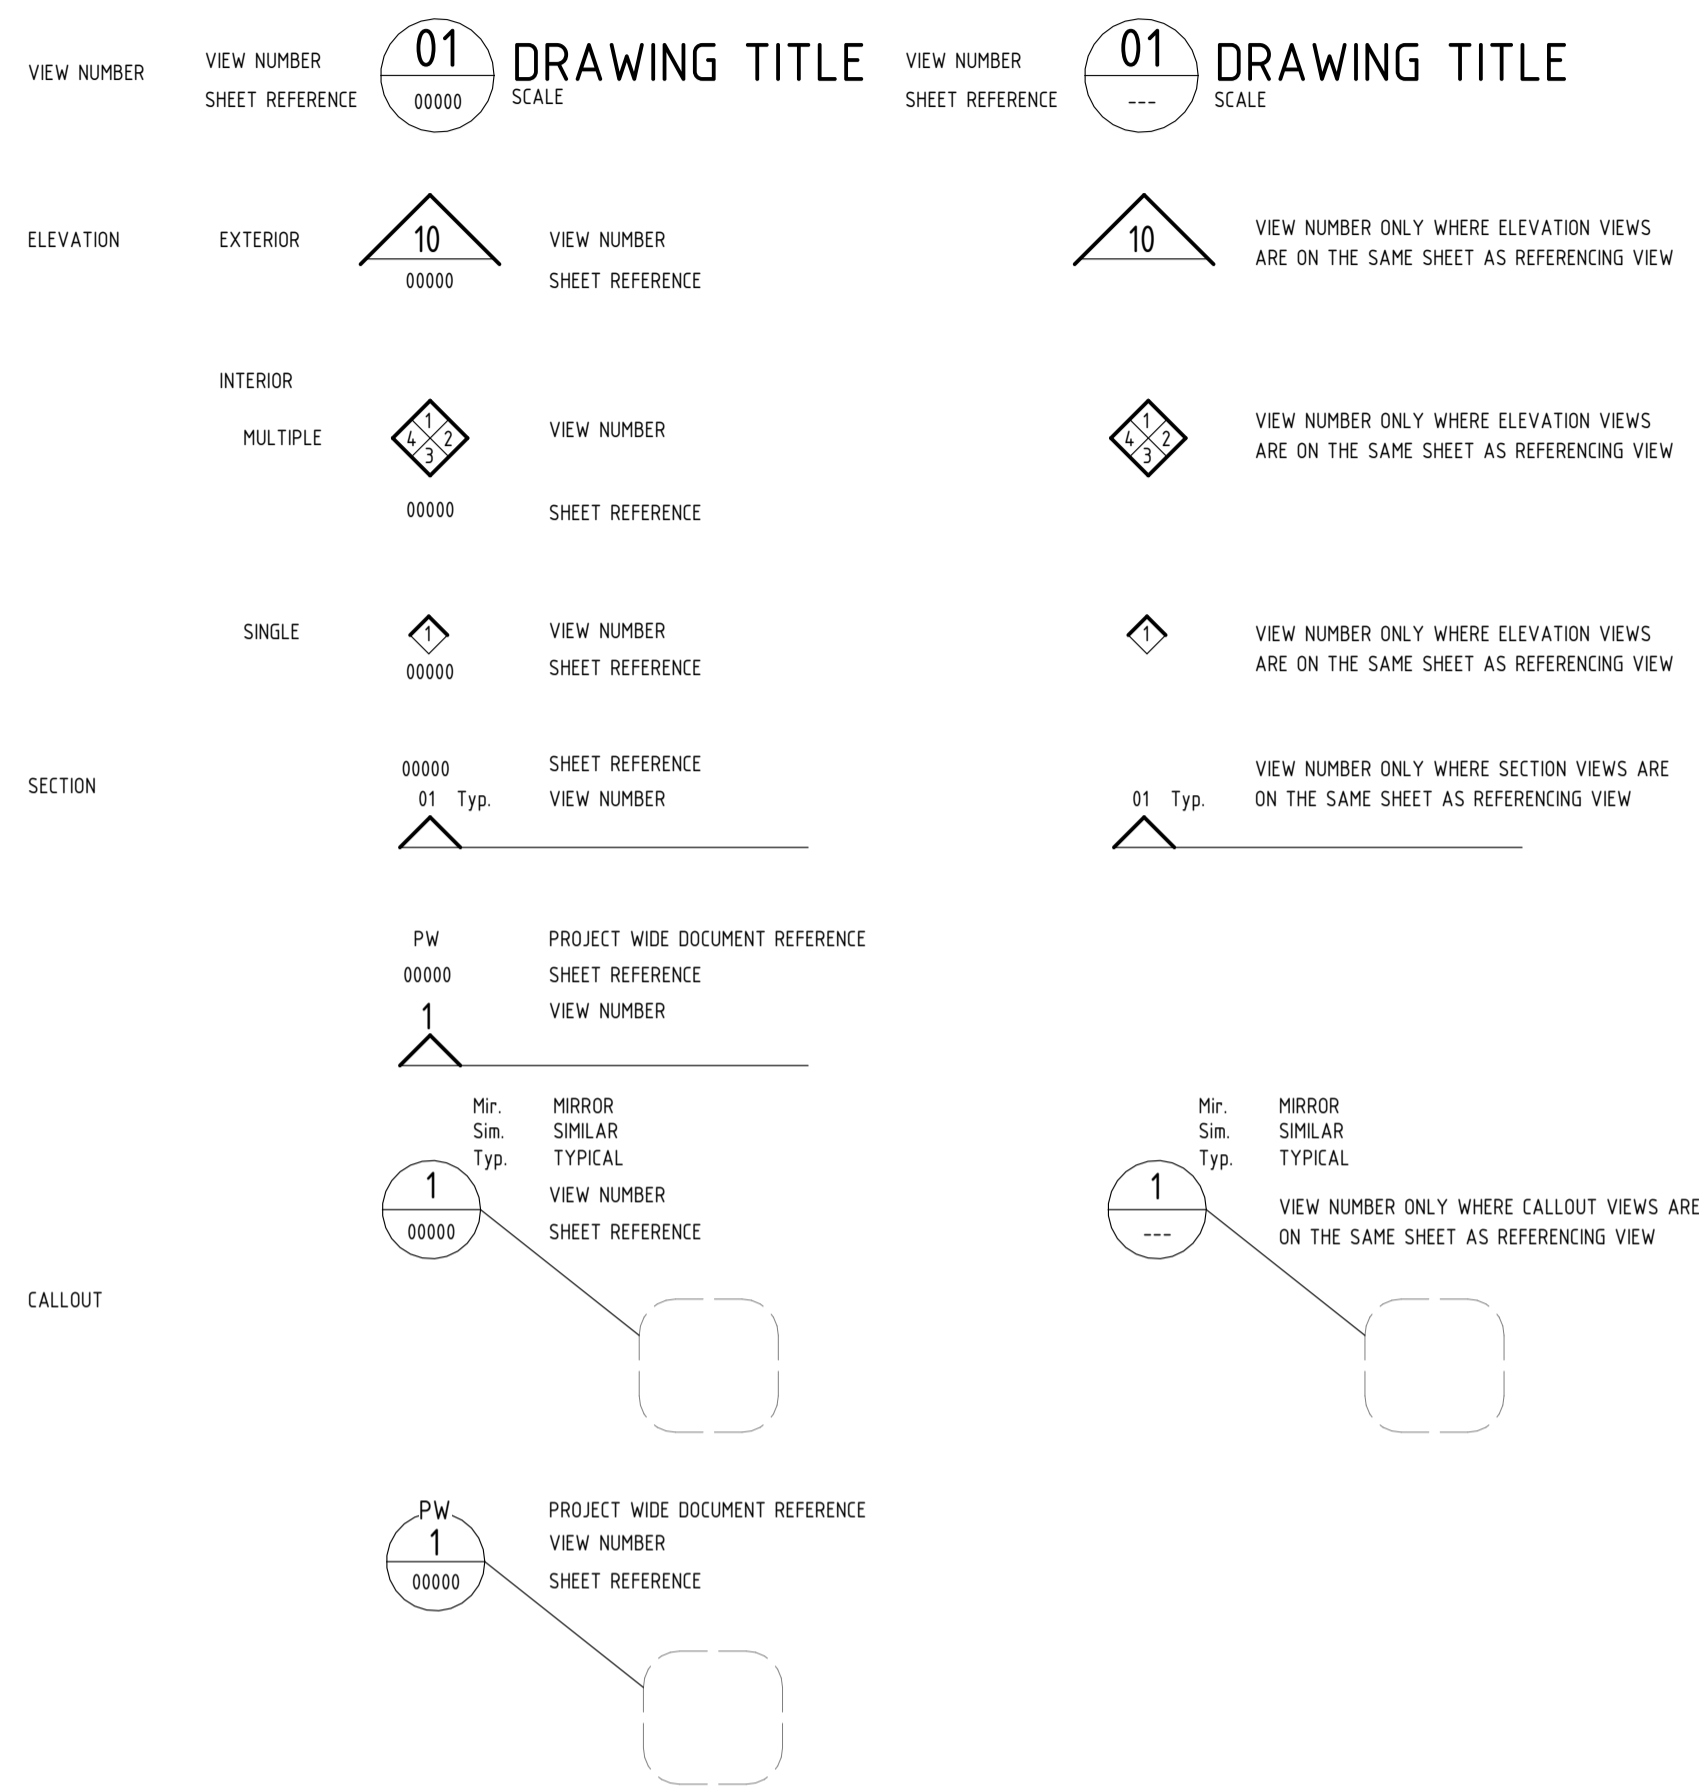 VIEW NUMBER
VIEW NUMBER
SHEET REFERENCE
01
00000
DRAWING TITLE
SCALE
VIEW NUMBER
SHEET REFERENCE
01
---
DRAWING TITLE
SCALE
ELEVATION
EXTERIOR
10
00000
VIEW NUMBER
SHEET REFERENCE
10
VIEW NUMBER ONLY WHERE ELEVATION VIEWS
ARE ON THE SAME SHEET AS REFERENCING VIEW
INTERIOR
MULTIPLE
1
4 2
3
00000
VIEW NUMBER
SHEET REFERENCE
1
4 2
3
VIEW NUMBER ONLY WHERE ELEVATION VIEWS
ARE ON THE SAME SHEET AS REFERENCING VIEW
SINGLE
1
00000
VIEW NUMBER
SHEET REFERENCE
1
VIEW NUMBER ONLY WHERE ELEVATION VIEWS
ARE ON THE SAME SHEET AS REFERENCING VIEW
SECTION
00000
01 Typ.
SHEET REFERENCE
VIEW NUMBER
01 Typ.
VIEW NUMBER ONLY WHERE SECTION VIEWS ARE
ON THE SAME SHEET AS REFERENCING VIEW
PW
00000
1
PROJECT WIDE DOCUMENT REFERENCE
SHEET REFERENCE
VIEW NUMBER
CALLOUT
Mir. MIRROR
Sim. SIMILAR
Typ. TYPICAL
1
00000
VIEW NUMBER
SHEET REFERENCE
Mir. MIRROR
Sim. SIMILAR
Typ. TYPICAL
1
---
VIEW NUMBER ONLY WHERE CALLOUT VIEWS ARE
ON THE SAME SHEET AS REFERENCING VIEW
PW
1
00000
PROJECT WIDE DOCUMENT REFERENCE
VIEW NUMBER
SHEET REFERENCE